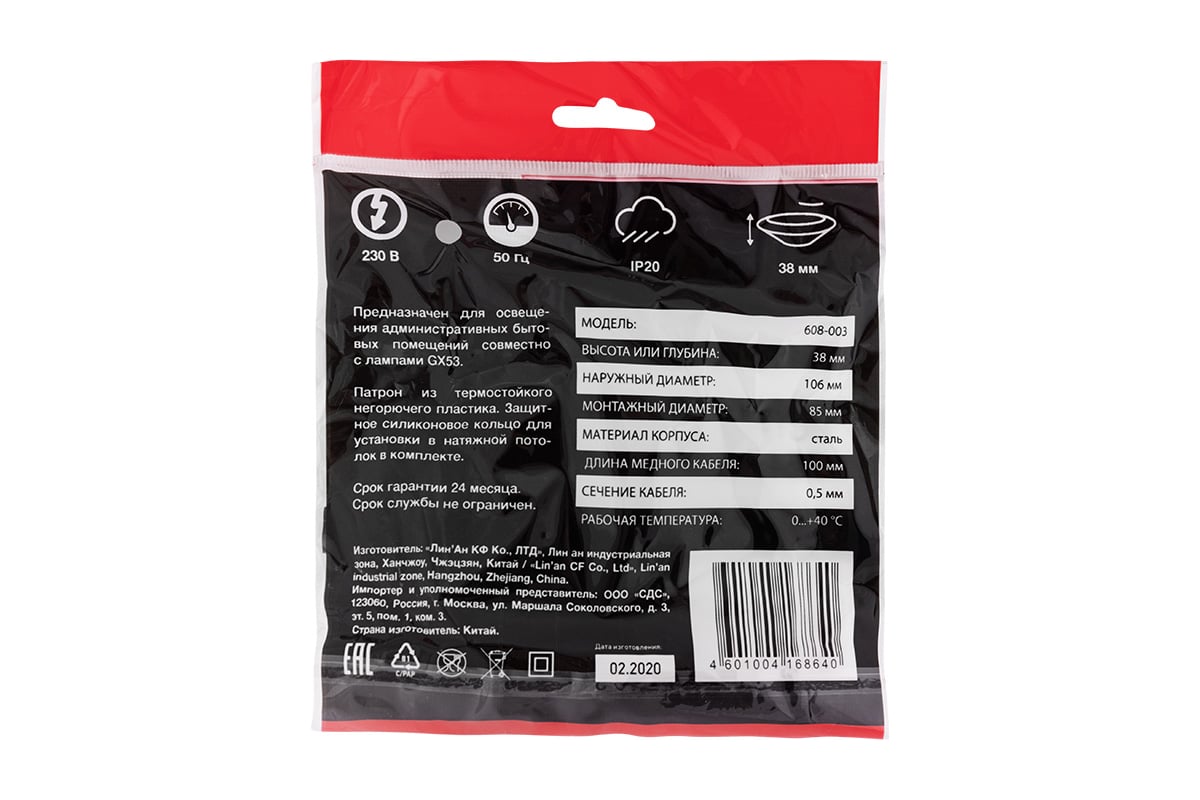 230 В
50 Гц
IP20
38 мм
Предназначен для освеще-
ния административных быто-
вых помещений совместно
с лампами GX53.
Патрон из термостойкого
негорючего пластика. Защит-
ное силиконовое кольцо для
установки в натяжной пото-
лок в комплекте.
Срок гарантии 24 месяца.
Срок службы не ограничен.
МОДЕЛЬ: 608-003
ВЫСОТА ИЛИ ГЛУБИНА: 38 мм
НАРУЖНЫЙ ДИАМЕТР: 106 мм
МОНТАЖНЫЙ ДИАМЕТР: 85 мм
МАТЕРИАЛ КОРПУСА: сталь
ДЛИНА МЕДНОГО КАБЕЛЯ: 100 мм
СЕЧЕНИЕ КАБЕЛЯ: 0,5 мм
РАБОЧАЯ ТЕМПЕРАТУРА: 0...+40 °C
Изготовитель: «Лин'Ан КФ Ко., ЛТД», Лин ан индустриальная
зона, Ханчжоу, Чжэцзян, Китай / «Lin'an CF Co., Ltd», Lin'an
industrial zone, Hangzhou, Zhejiang, China.
Импортер и уполномоченный представитель: ООО «СДС»,
123060, Россия, г. Москва, ул. Маршала Соколовского, д. 3,
эт. 5, пом. 1, ком. 3.
Страна изготовитель: Китай.
EAC
81
C/PAP
Дата изготовления:
02.2020
4 601004 168640